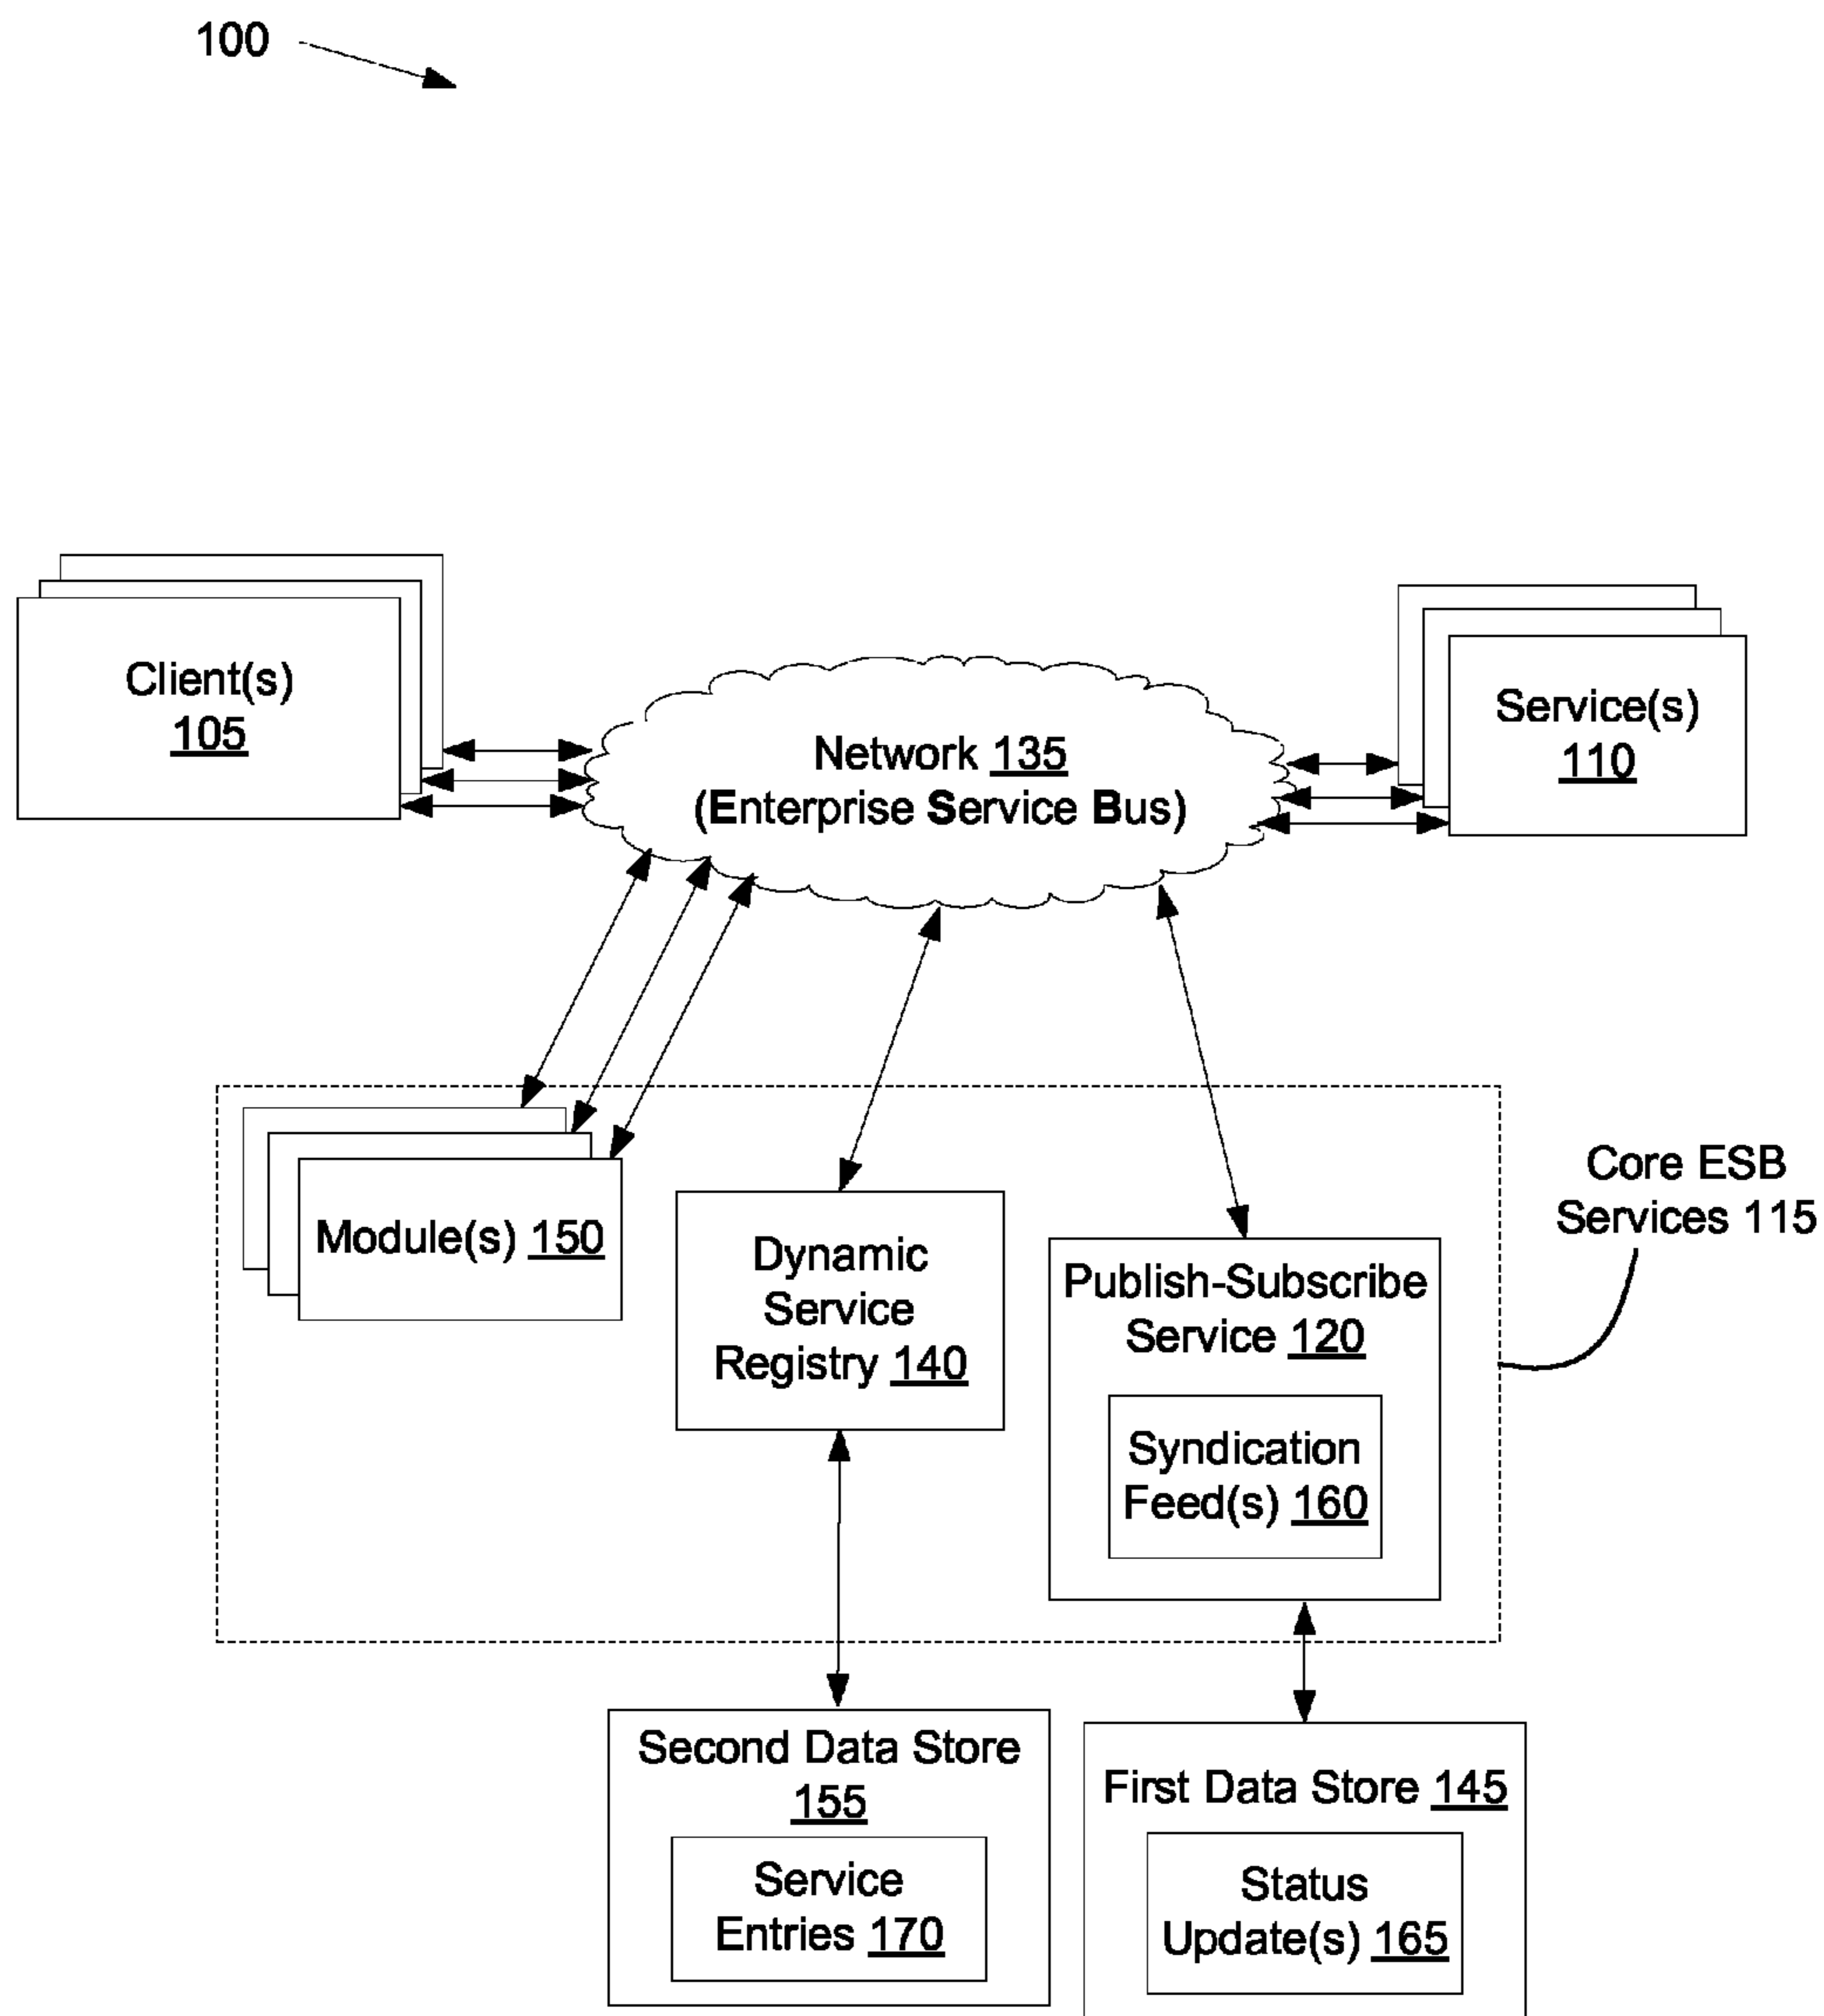 100
Client(s)
105
Network 135
(Enterprise Service Bus)
Service(s)
110
Module(s) 150
Dynamic
Service
Registry 140
Publish-Subscribe
Service 120
Syndication
Feed(s) 160
Core ESB
Services 115
Second Data Store
155
Service
Entries 170
First Data Store 145
Status
Update(s) 165